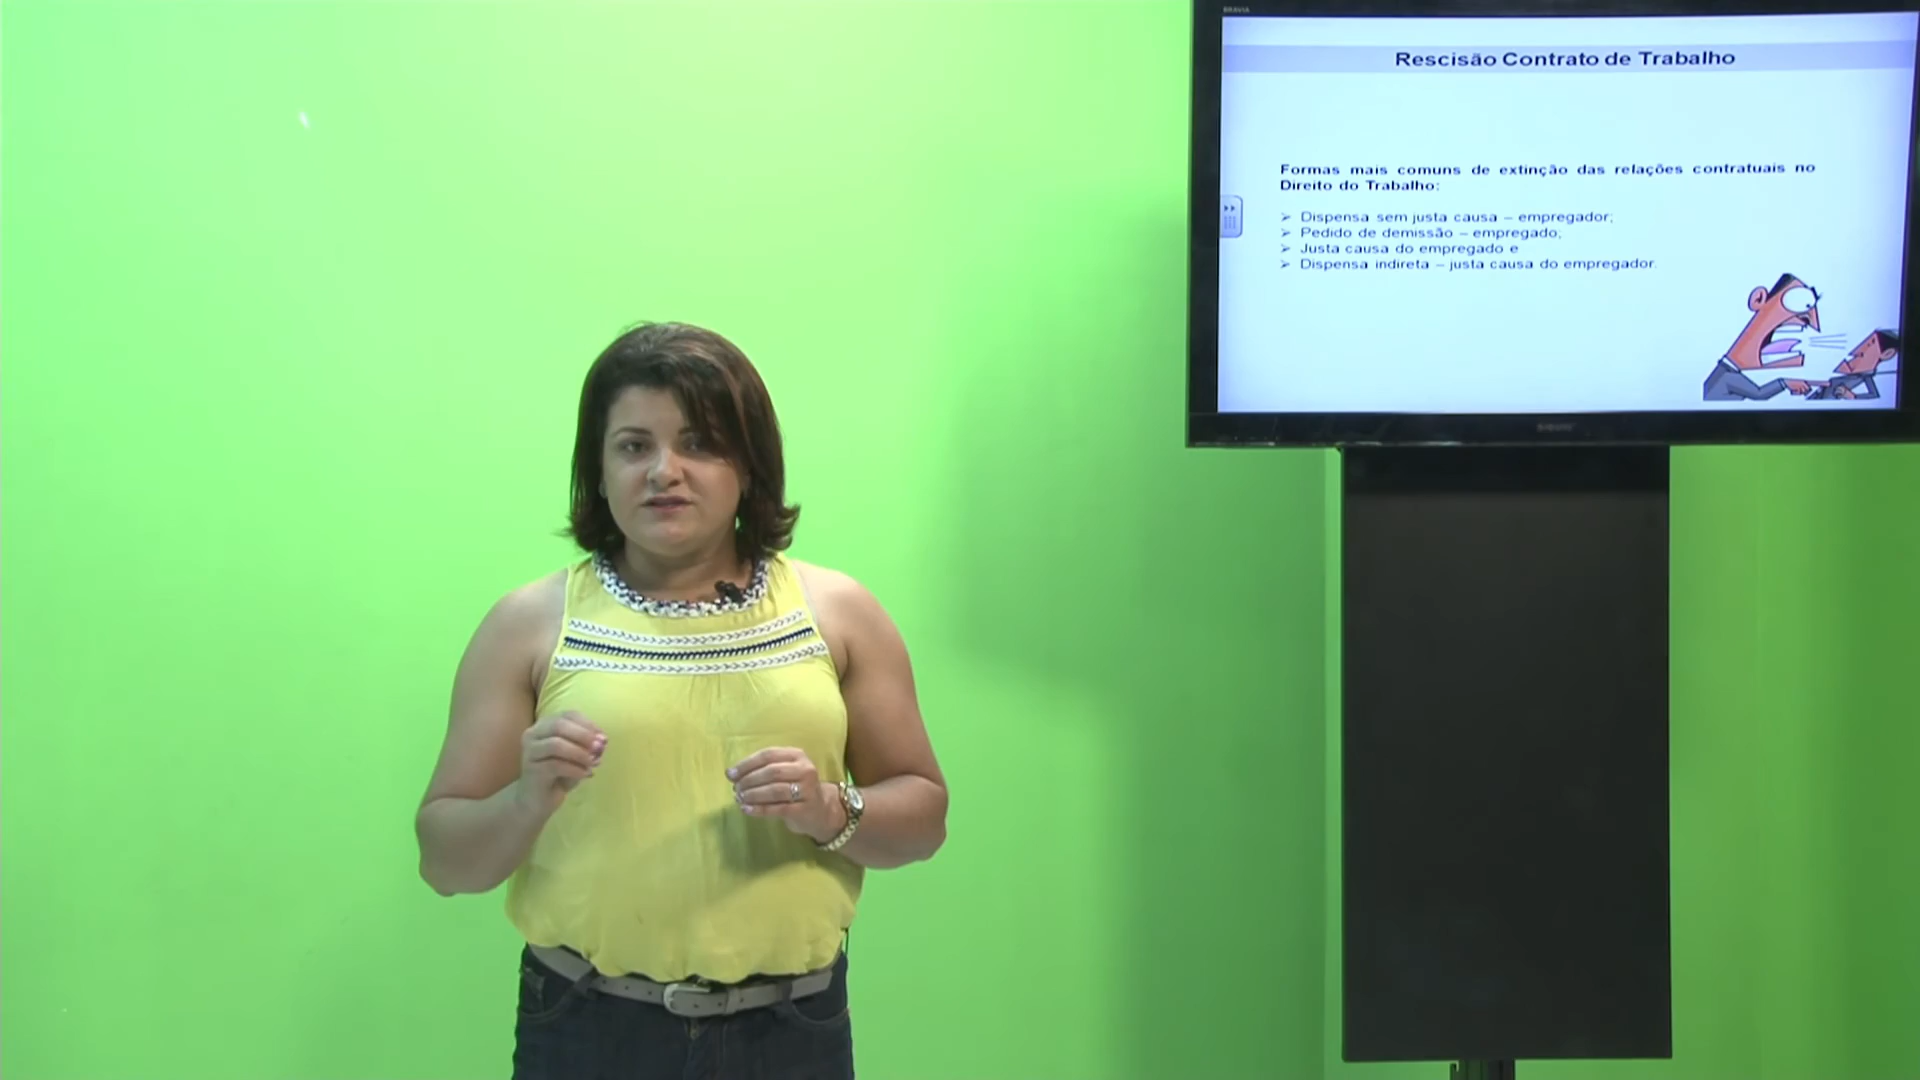 BRAVIA
Rescisão Contrato de Trabalho
Formas mais comuns de extinção das relações contratuais no
Direito do Trabalho:
➢ Dispensa sem justa causa – empregador;
➢ Pedido de demissão – empregado;
➢ Justa causa do empregado e
➢ Dispensa indireta – justa causa do empregador.